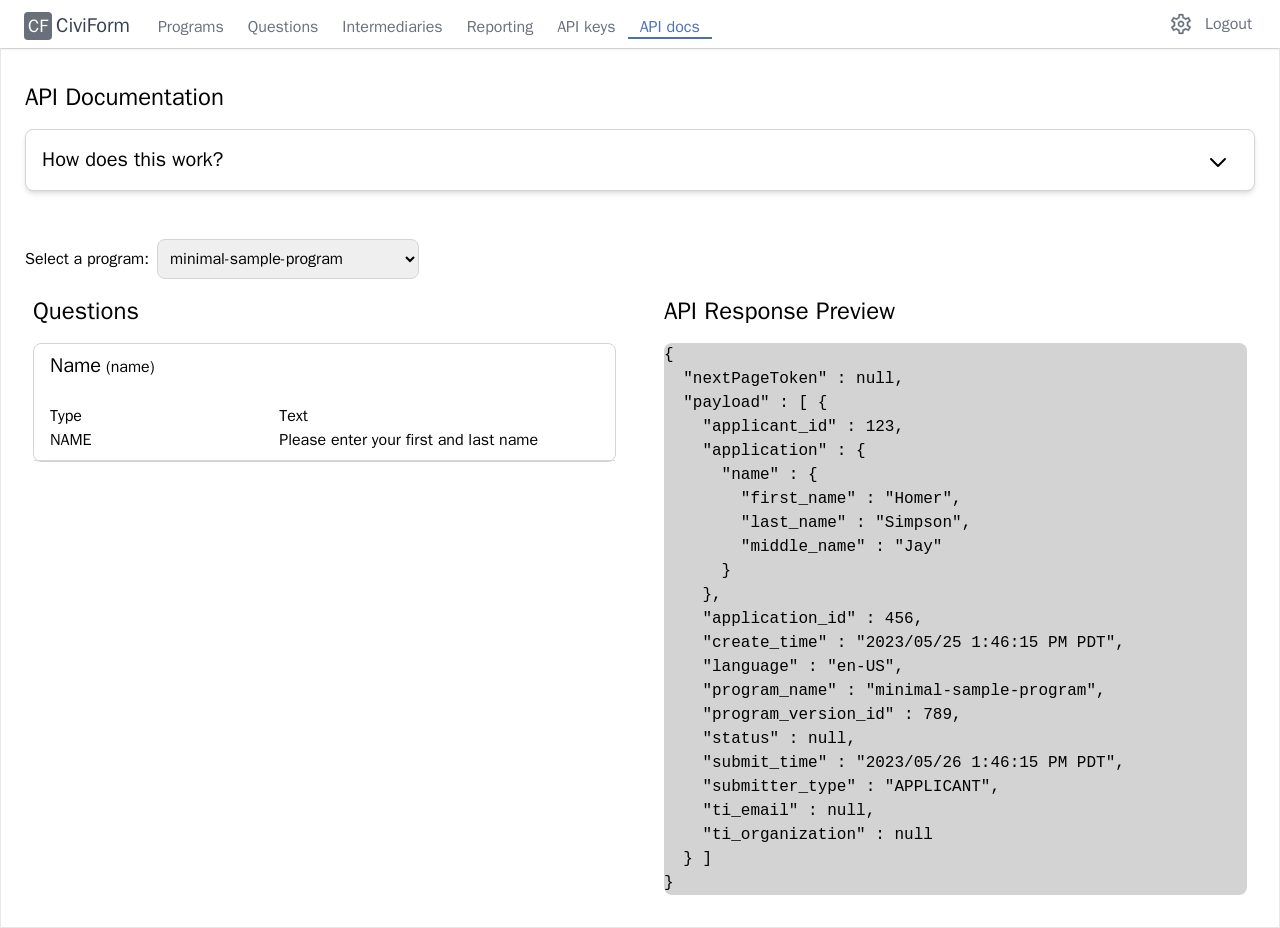 CF CiviForm Programs Questions Intermediaries Reporting API keys API docs Logout
API Documentation
How does this work?
Select a program: minimal-sample-program
Questions
Name (name)
Type Text
NAME Please enter your first and last name
API Response Preview
{
  "nextPageToken" : null,
  "payload" : [ {
    "applicant_id" : 123,
    "application" : {
      "name" : {
        "first_name" : "Homer",
        "last_name" : "Simpson",
        "middle_name" : "Jay"
      }
    },
    "application_id" : 456,
    "create_time" : "2023/05/25 1:46:15 PM PDT",
    "language" : "en-US",
    "program_name" : "minimal-sample-program",
    "program_version_id" : 789,
    "status" : null,
    "submit_time" : "2023/05/26 1:46:15 PM PDT",
    "submitter_type" : "APPLICANT",
    "ti_email" : null,
    "ti_organization" : null
  } ]
}